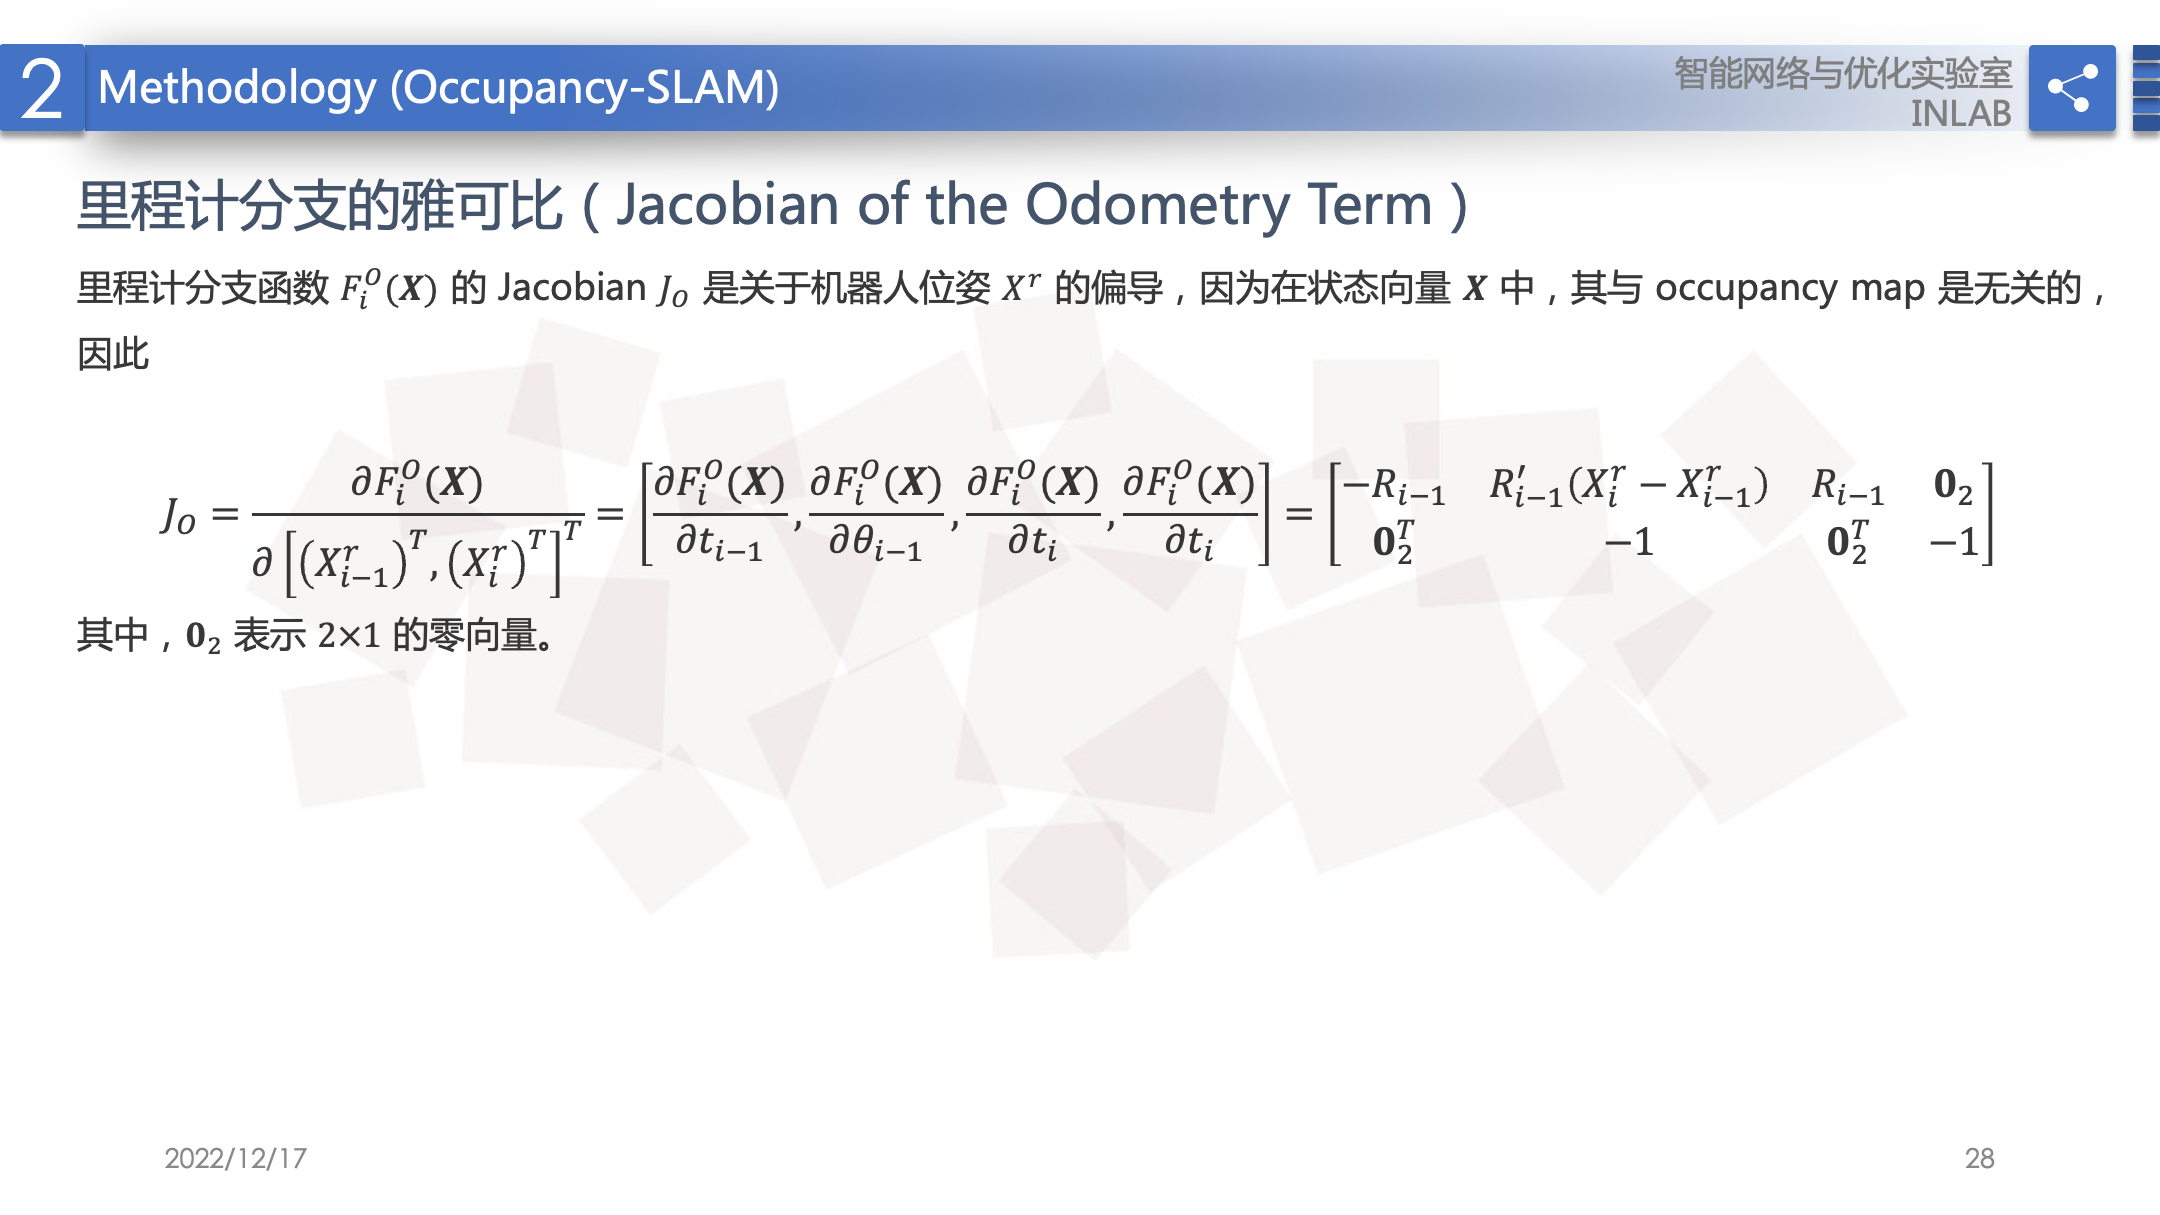 2 Methodology (Occupancy-SLAM)
智能网络与优化实验室
INLAB
里程计分支的雅可比（Jacobian of the Odometry Term）
里程计分支函数 $F_i^O(\boldsymbol{X})$ 的 Jacobian $J_O$ 是关于机器人位姿 $X^r$ 的偏导，因为在状态向量 $\boldsymbol{X}$ 中，其与 occupancy map 是无关的，
因此
$J_O = \frac{\partial F_i^O(\boldsymbol{X})}{\partial \left[ \left(X_{i-1}^r\right)^T, \left(X_i^r\right)^T \right]^T} = \left[ \frac{\partial F_i^O(\boldsymbol{X})}{\partial t_{i-1}}, \frac{\partial F_i^O(\boldsymbol{X})}{\partial \theta_{i-1}}, \frac{\partial F_i^O(\boldsymbol{X})}{\partial t_i}, \frac{\partial F_i^O(\boldsymbol{X})}{\partial t_i} \right] = \begin{bmatrix} -R_{i-1} & R_{i-1}'(X_i^r - X_{i-1}^r) & R_{i-1} & \mathbf{0}_2 \\ \mathbf{0}_2^T & -1 & \mathbf{0}_2^T & -1 \end{bmatrix}$
其中，$\mathbf{0}_2$ 表示 2×1 的零向量。
2022/12/17
28